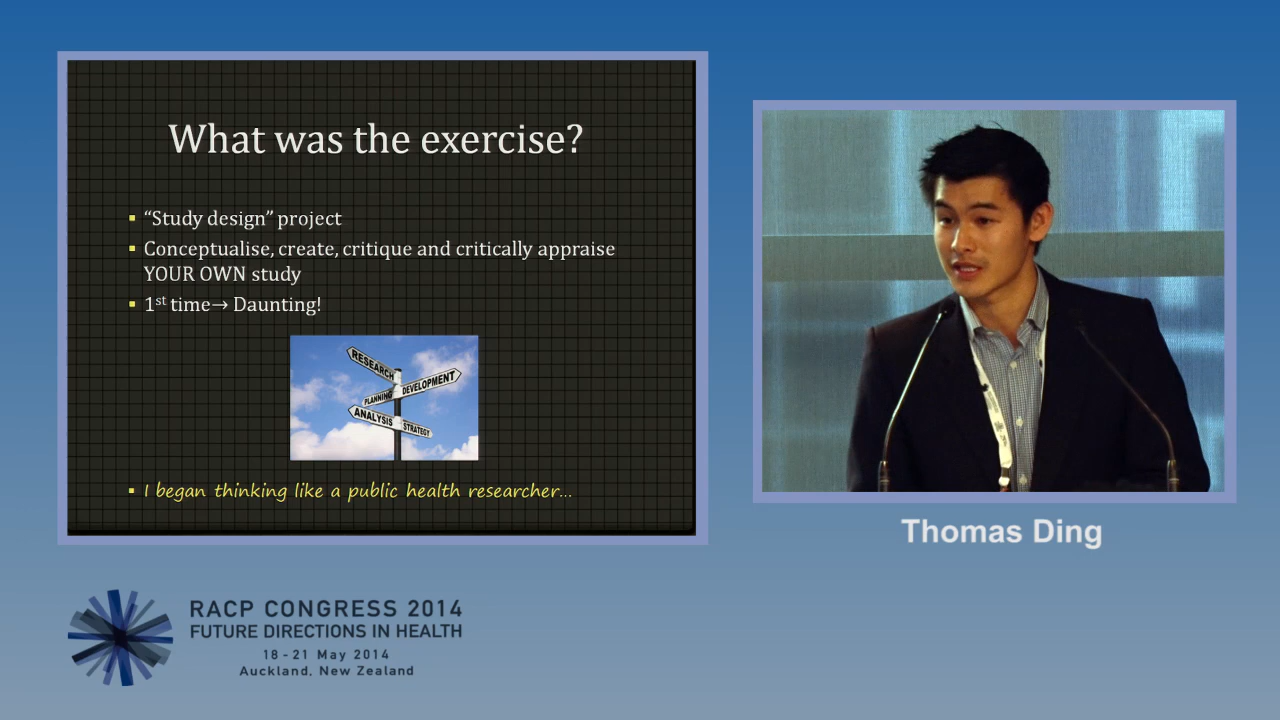 What was the exercise?
“Study design” project
Conceptualise, create, critique and critically appraise
YOUR OWN study
1st time→ Daunting!
RESEARCH
DEVELOPMENT
PLANNING
ANALYSIS
STRATEGY
I began thinking like a public health researcher...
Thomas Ding
RACP CONGRESS 2014
FUTURE DIRECTIONS IN HEALTH
18 - 21 May 2014
Auckland, New Zealand